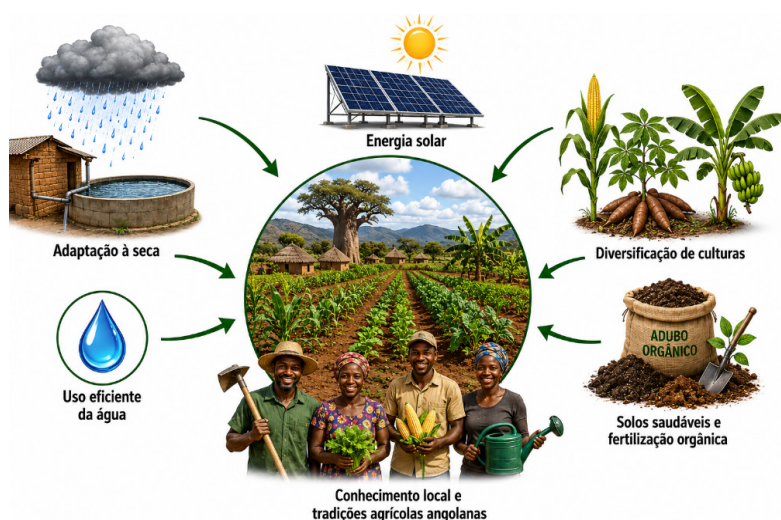 Energia solar
Adaptação à seca
Diversificação de culturas
Uso eficiente
da água
ADUBO
ORGÂNICO
Solos saudáveis e
fertilização orgânica
Conhecimento local e
tradições agrícolas angolanas